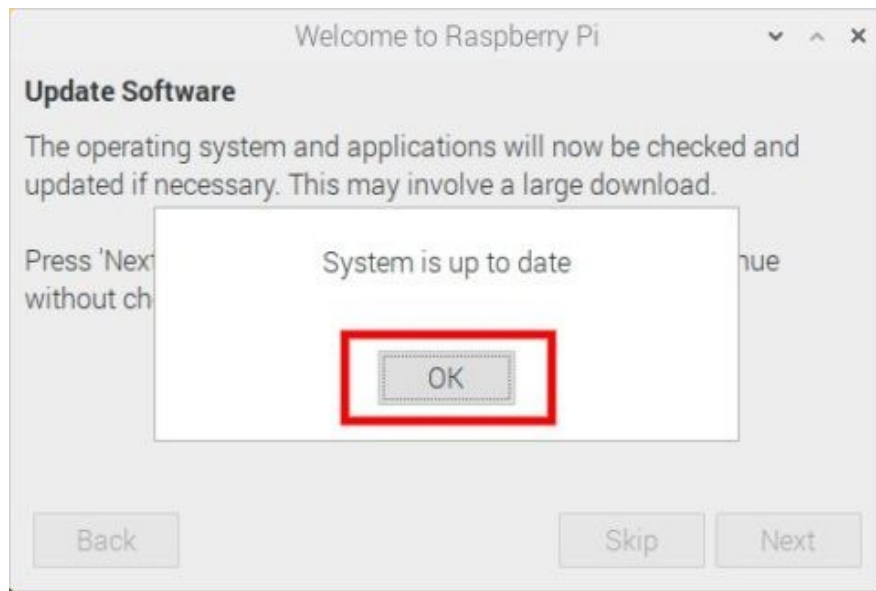 Welcome to Raspberry Pi
Update Software
The operating system and applications will now be checked and
updated if necessary. This may involve a large download.
Press 'Next
nue
without ch
System is up to date
OK
Back
Skip
Next